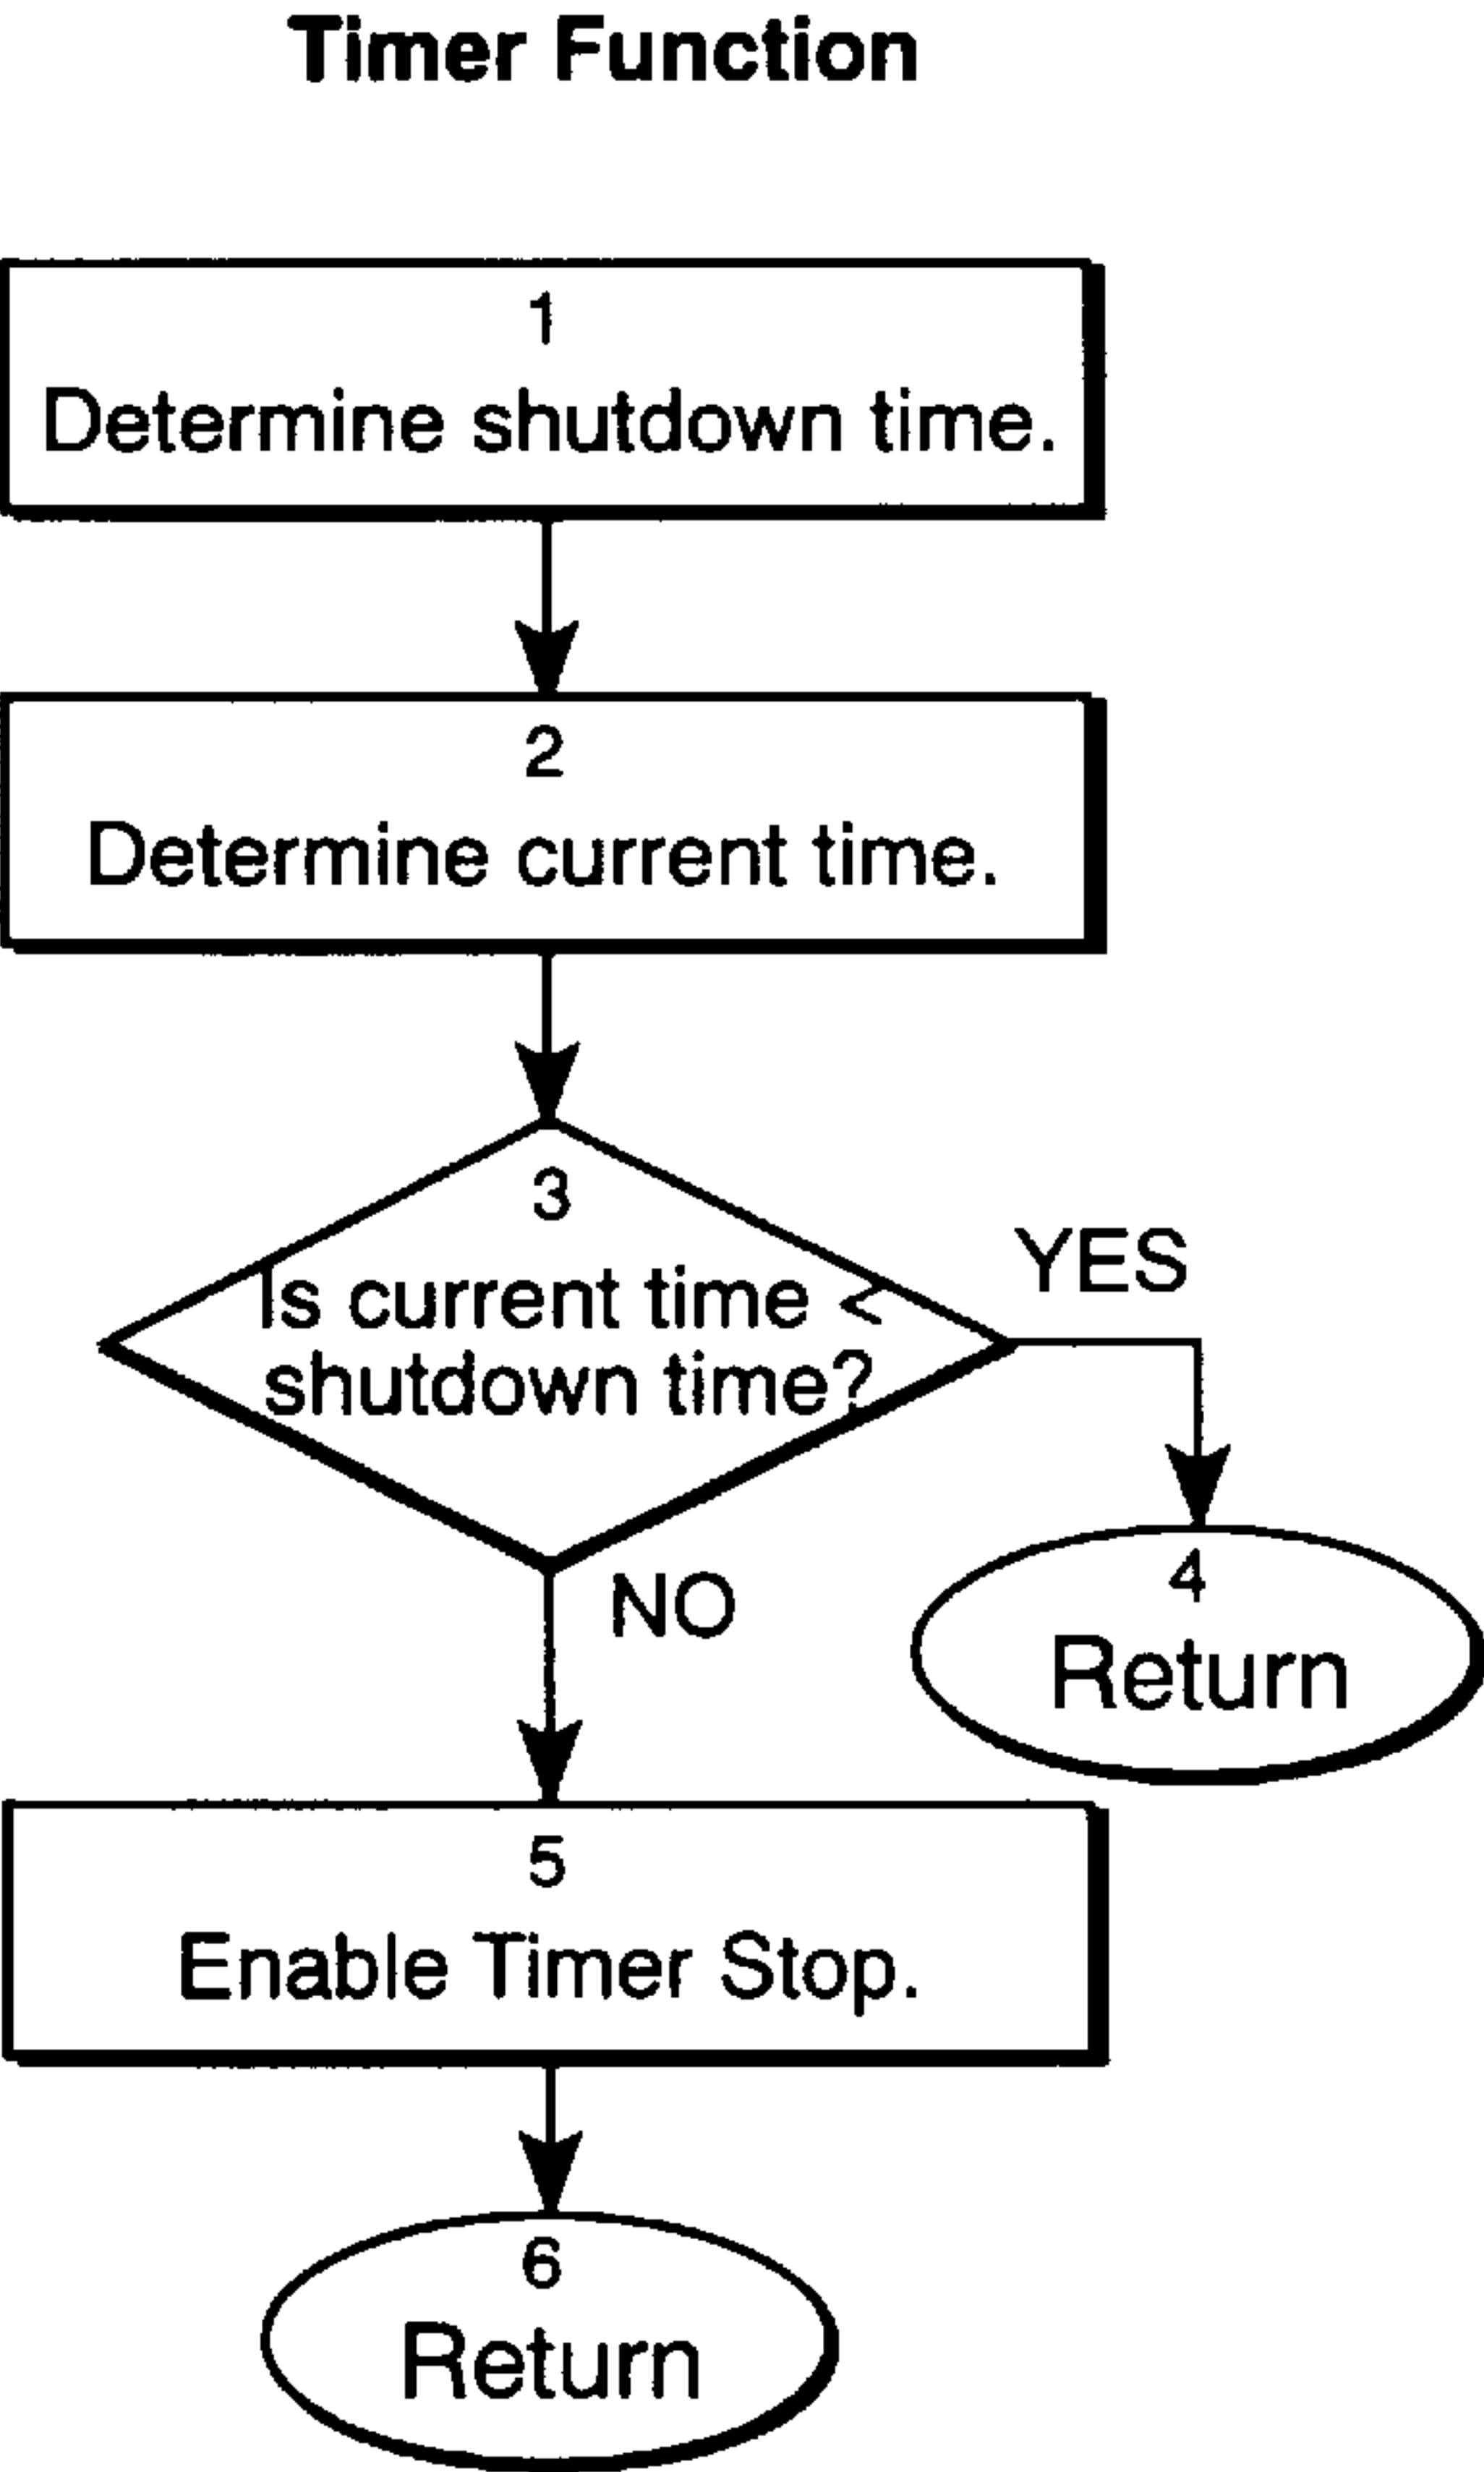 Timer Function
1
Determine shutdown time.
2
Determine current time.
3
Is current time <
shutdown time?
YES
NO
4
Return
5
Enable Timer Stop.
6
Return